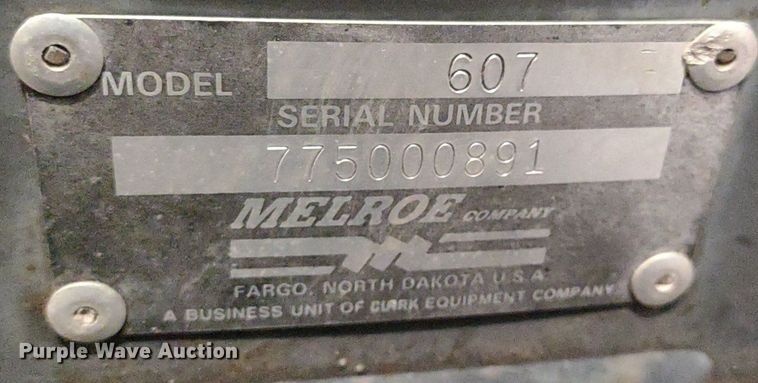 MODEL 607
SERIAL NUMBER
775000891
MELROE COMPANY
FARGO, NORTH DAKOTA U.S.A.
A BUSINESS UNIT OF CLARK EQUIPMENT COMPANY
Purple Wave Auction